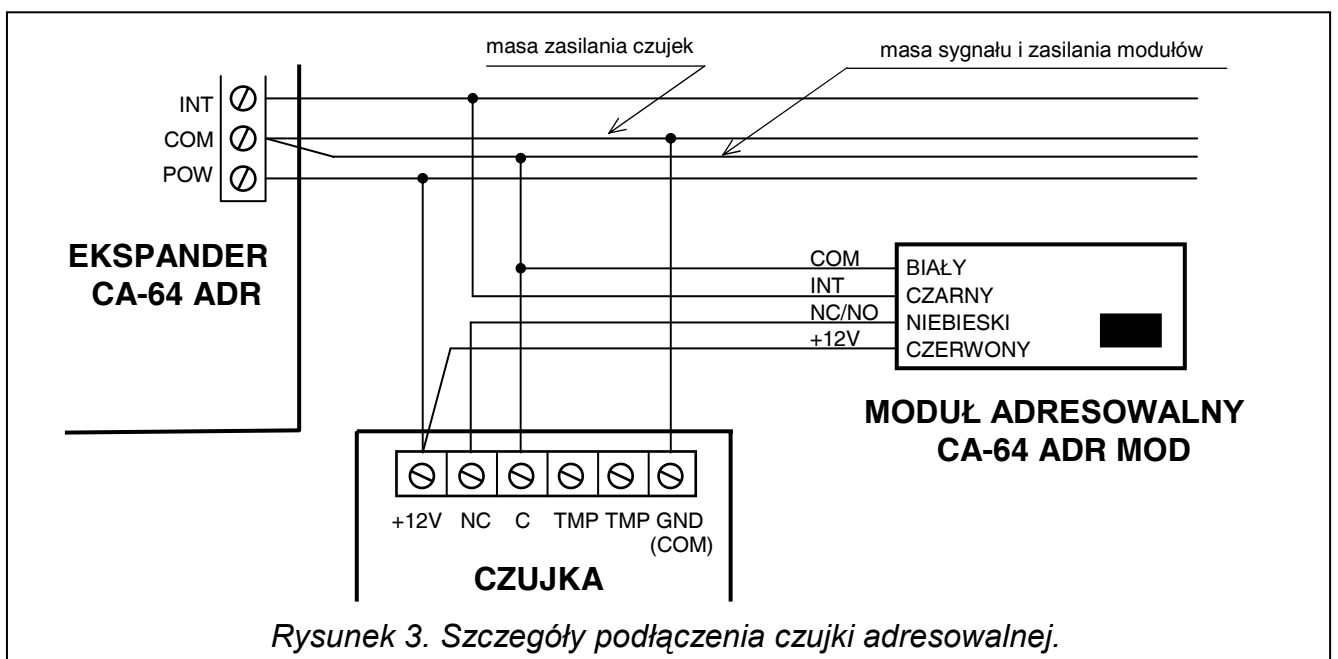 masa zasilania czujek
masa sygnału i zasilania modułów
INT
COM
POW
EKSPANDER
CA-64 ADR
COM
INT
NC/NO
+12V
BIAŁY
CZARNY
NIEBIESKI
CZERWONY
MODUŁ ADRESOWALNY
CA-64 ADR MOD
+12V NC C TMP TMP GND
(COM)
CZUJKA
Rysunek 3. Szczegóły podłączenia czujki adresowalnej.